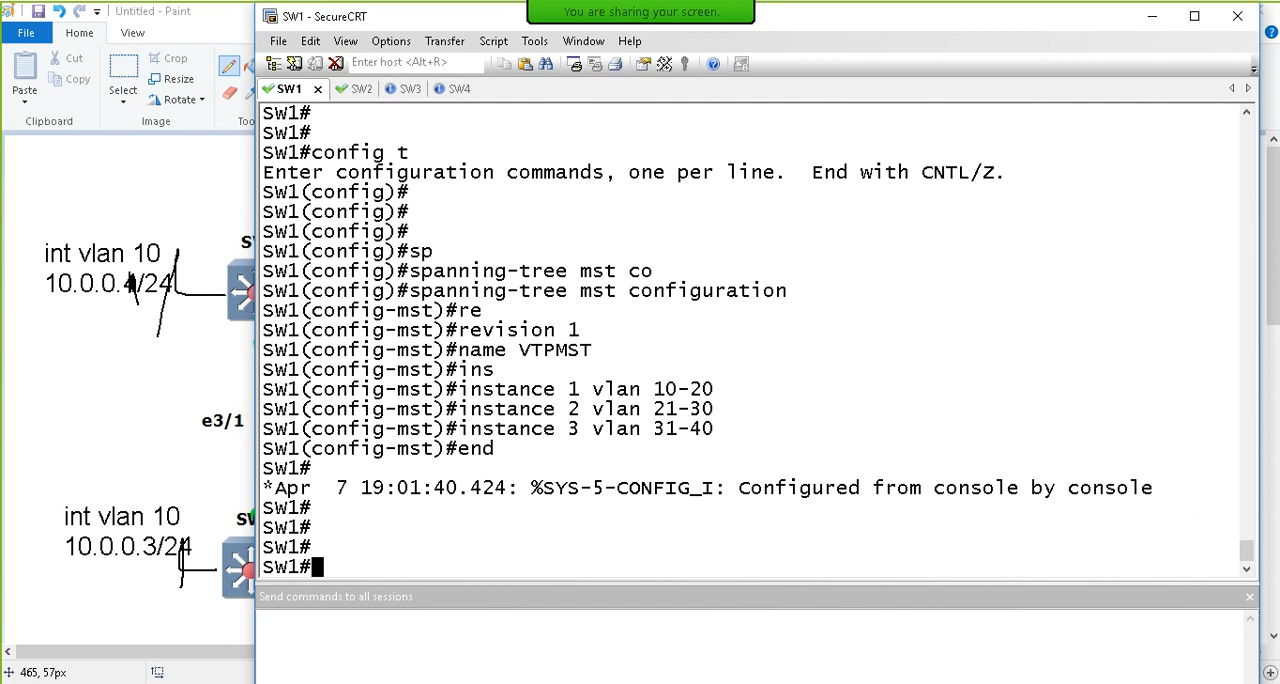 Untitled - Paint
You are sharing your screen.
SW1 - SecureCRT
File
Home
View
File Edit View Options Transfer Script Tools Window Help
Paste
Cut
Copy
Clipboard
Select
Crop
Resize
Rotate
Image
Enter host <Alt+R>
SW1 SW2 SW3 SW4
int vlan 10
10.0.0.4/24
e3/1
int vlan 10
10.0.0.3/24
SW1#
SW1#
SW1#config t
Enter configuration commands, one per line.  End with CNTL/Z.
SW1(config)#
SW1(config)#
SW1(config)#
SW1(config)#sp
SW1(config)#spanning-tree mst co
SW1(config)#spanning-tree mst configuration
SW1(config-mst)#re
SW1(config-mst)#revision 1
SW1(config-mst)#name VTPMST
SW1(config-mst)#ins
SW1(config-mst)#instance 1 vlan 10-20
SW1(config-mst)#instance 2 vlan 21-30
SW1(config-mst)#instance 3 vlan 31-40
SW1(config-mst)#end
SW1#
*Apr  7 19:01:40.424: %SYS-5-CONFIG_I: Configured from console by console
SW1#
SW1#
SW1#
SW1#
Send commands to all sessions
465, 57px